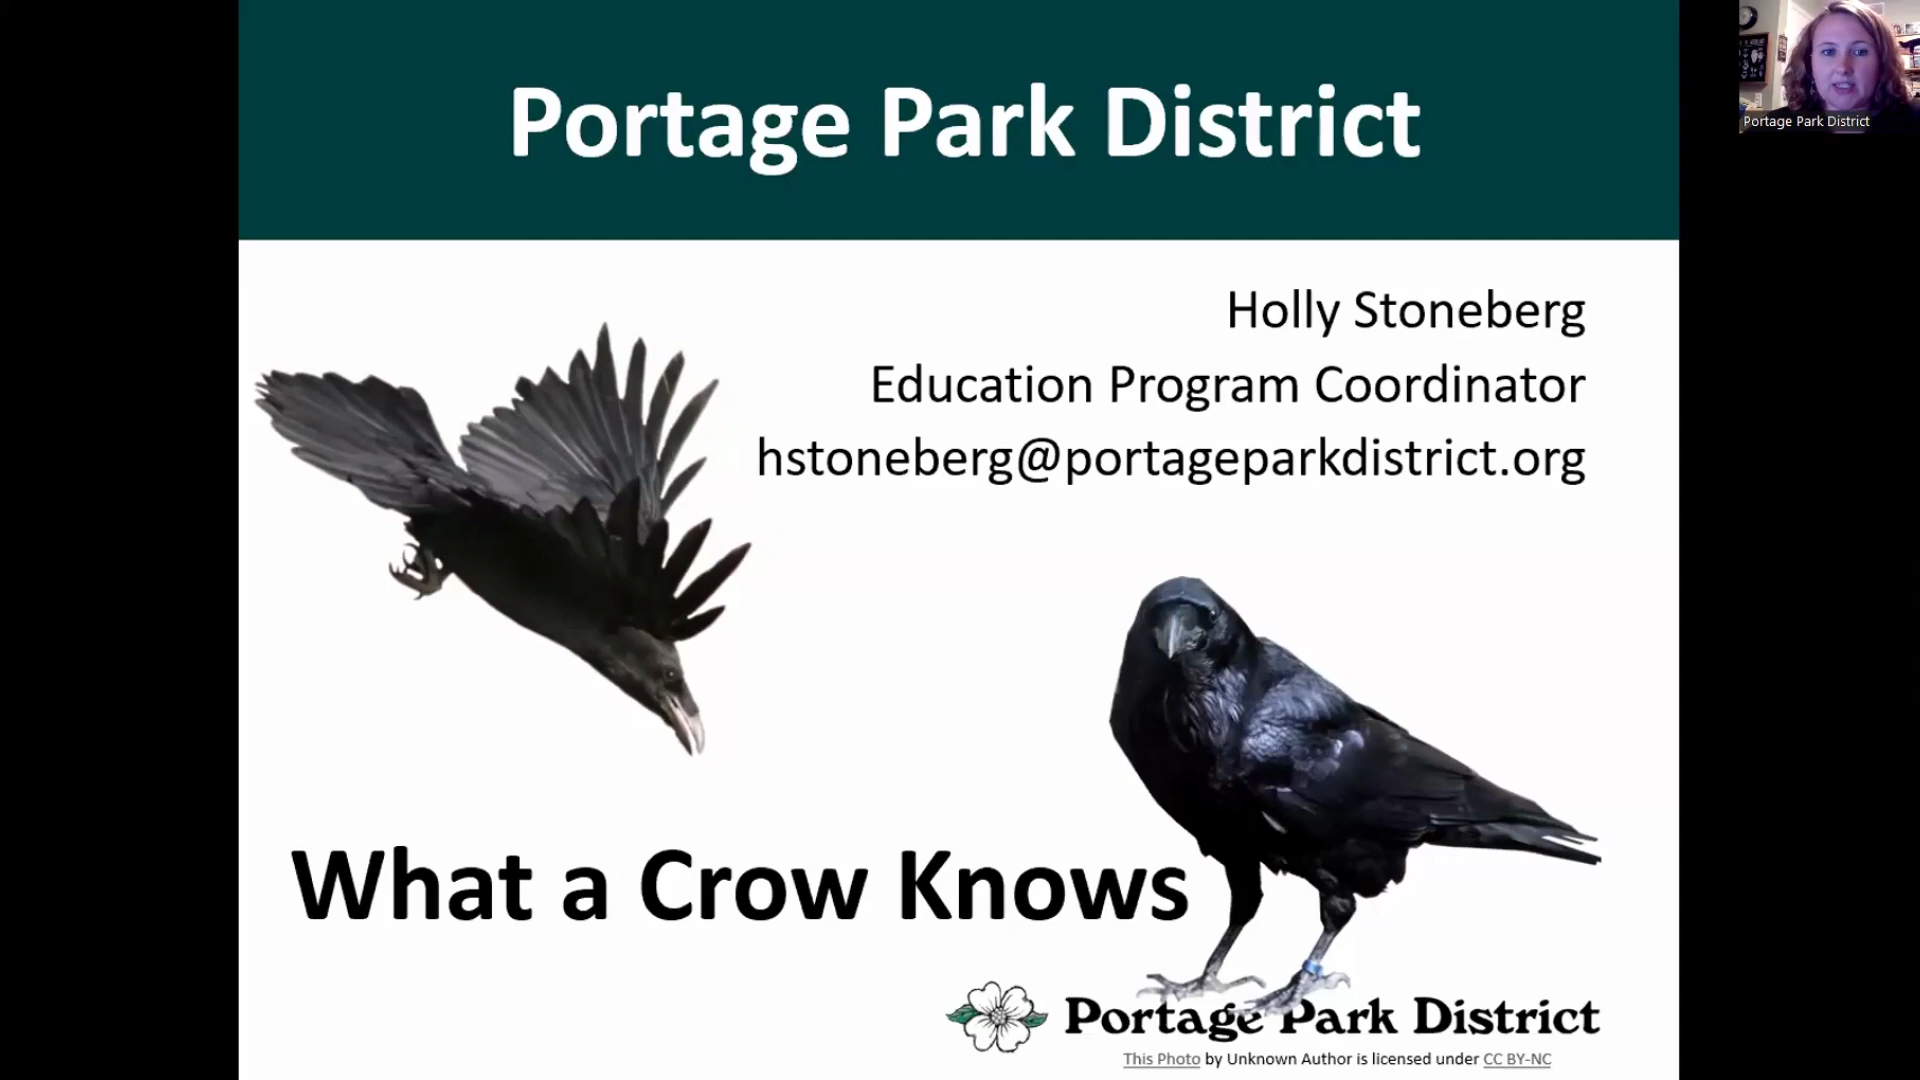 Portage Park District
Portage Park District
Holly Stoneberg
Education Program Coordinator
hstoneberg@portageparkdistrict.org
What a Crow Knows
Portage Park District
This Photo by Unknown Author is licensed under CC BY-NC